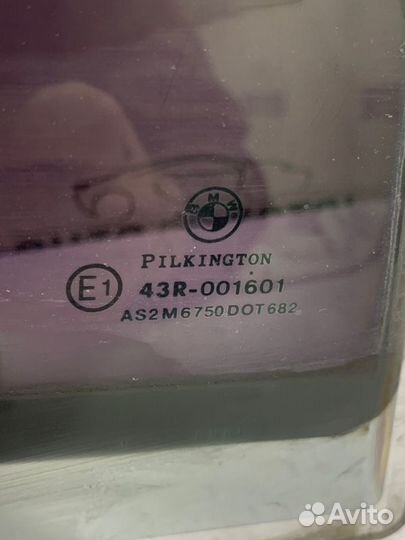 BMW
PILKINGTON
E1 43R-001601
AS2M6750DOT682
Avito